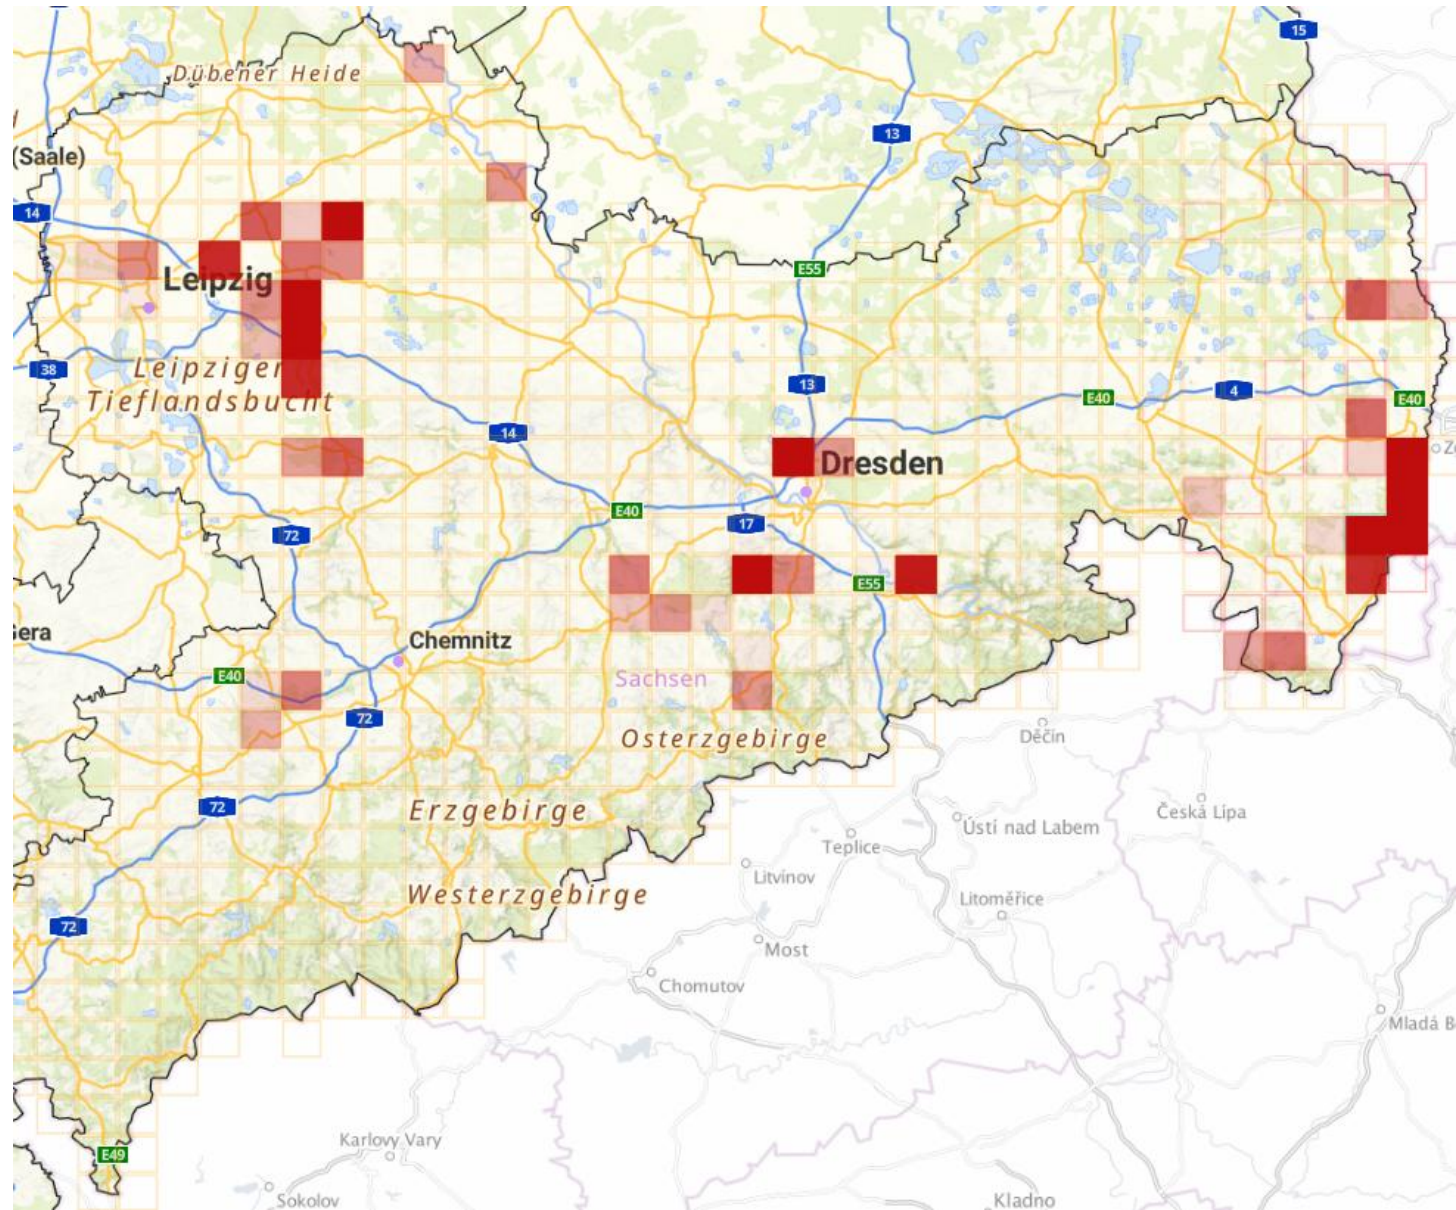 15
Dübener Heide
13
(Saale)
14
Leipzig
E55
38
Leipziger
Tieflandsbucht
13
E40
4
E40
14
Dresden
E40
17
72
E55
Chemnitz
E40
Sachsen
72
Osterzgebirge
Děčín
72
Erzgebirge
Česká Lípa
Ústí nad Labem
Teplice
Litvínov
Westerzgebirge
Litoměřice
72
Most
Chomutov
Mladá B
Karlovy Vary
E49
Sokolov
Kladno